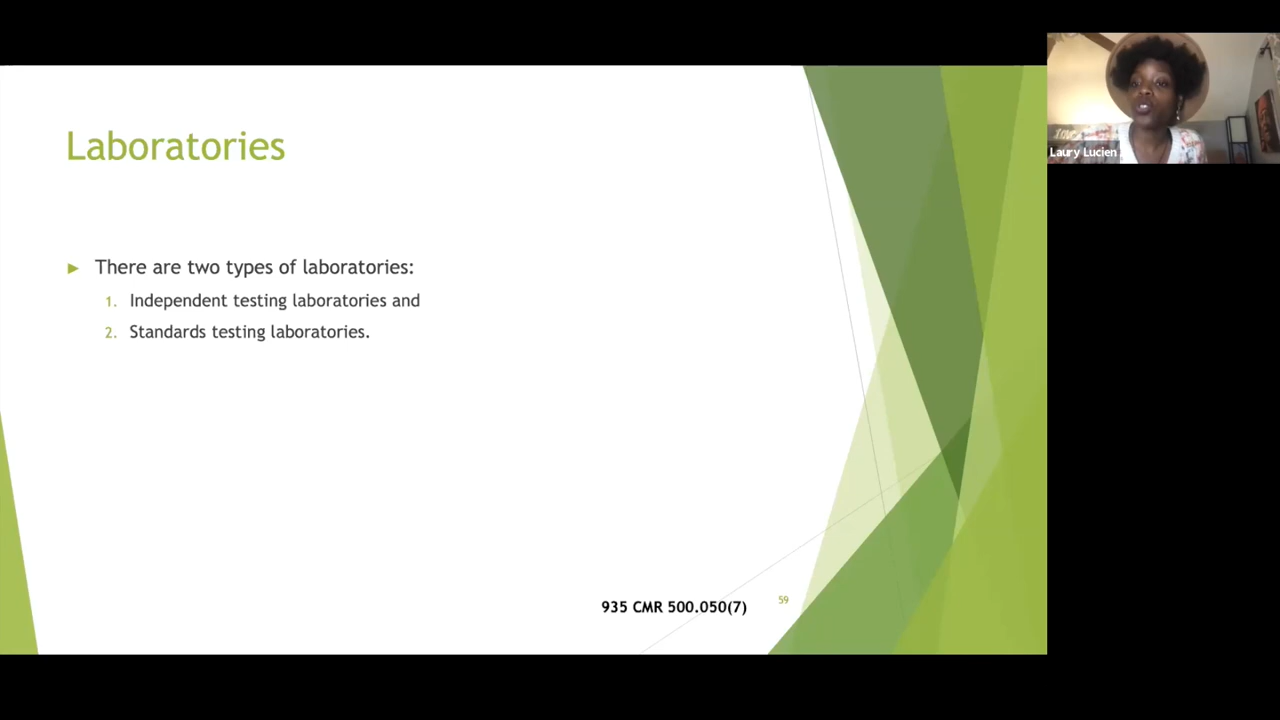 Laboratories
► There are two types of laboratories:
1. Independent testing laboratories and
2. Standards testing laboratories.
935 CMR 500.050(7)
59
Laury Lucien